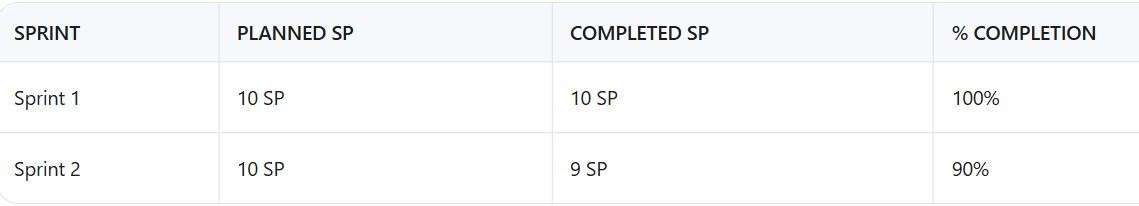 SPRINT PLANNED SP COMPLETED SP % COMPLETION
Sprint 1 10 SP 10 SP 100%
Sprint 2 10 SP 9 SP 90%